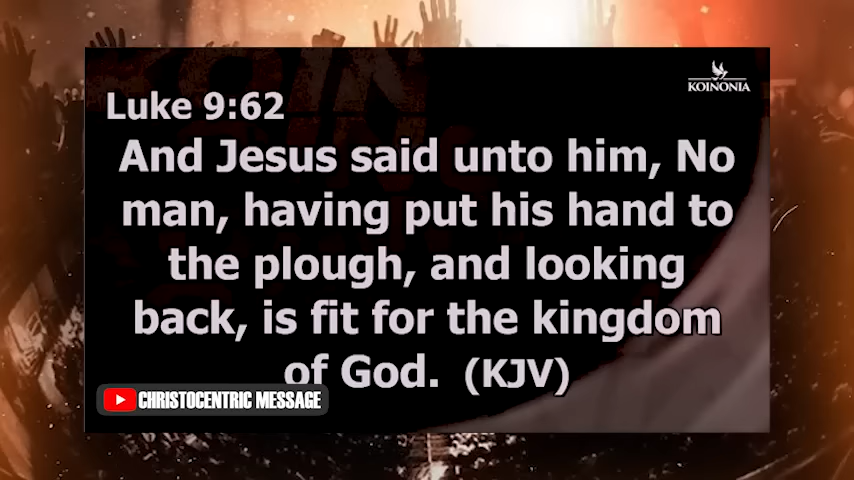 KOINONIA
Luke 9:62
And Jesus said unto him, No
man, having put his hand to
the plough, and looking
back, is fit for the kingdom
of God. (KJV)
CHRISTOCENTRIC MESSAGE